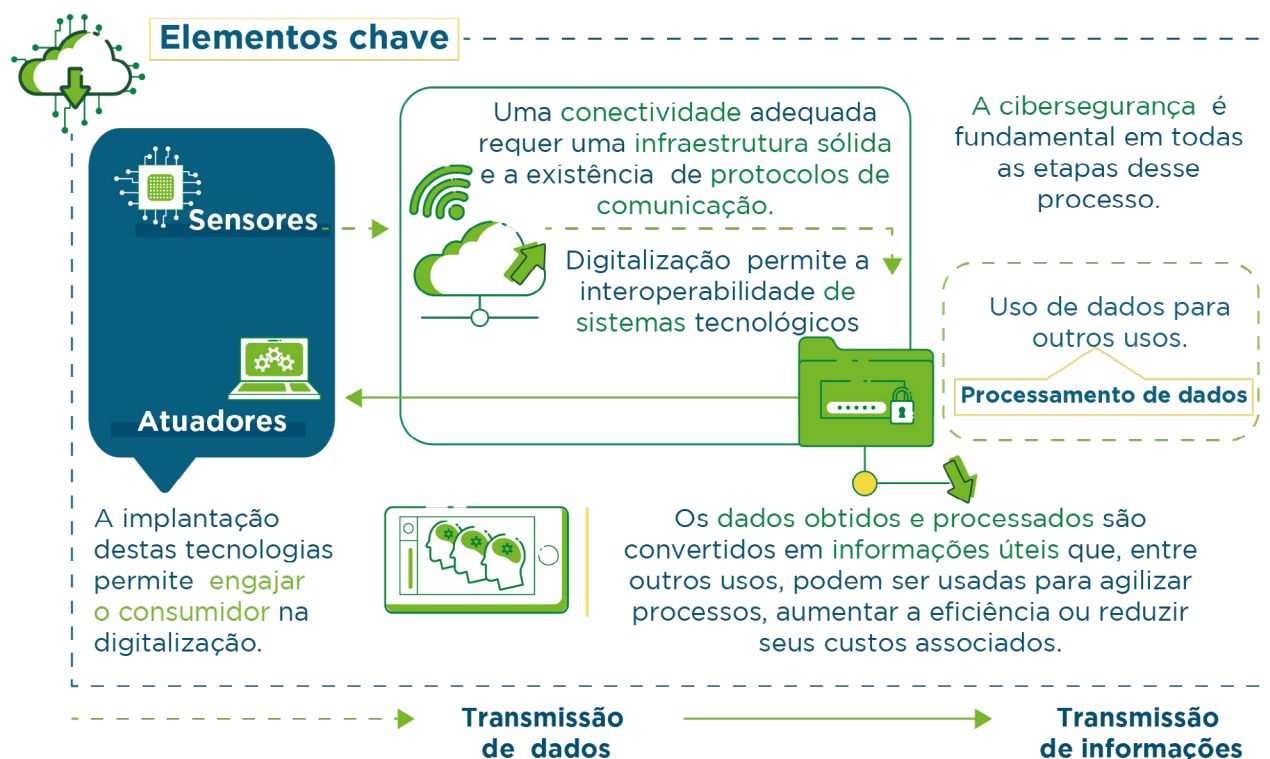 Elementos chave
Sensores
Atuadores
A implantação
destas tecnologias
permite engajar
o consumidor na
digitalização.
Uma conectividade adequada
requer uma infraestrutura sólida
e a existência de protocolos de
comunicação.
Digitalização permite a
interoperabilidade de
sistemas tecnológicos
A cibersegurança é
fundamental em todas
as etapas desse
processo.
Uso de dados para
outros usos.
Processamento de dados
Os dados obtidos e processados são
convertidos em informações úteis que, entre
outros usos, podem ser usadas para agilizar
processos, aumentar a eficiência ou reduzir
seus custos associados.
Transmissão
de dados
Transmissão
de informações